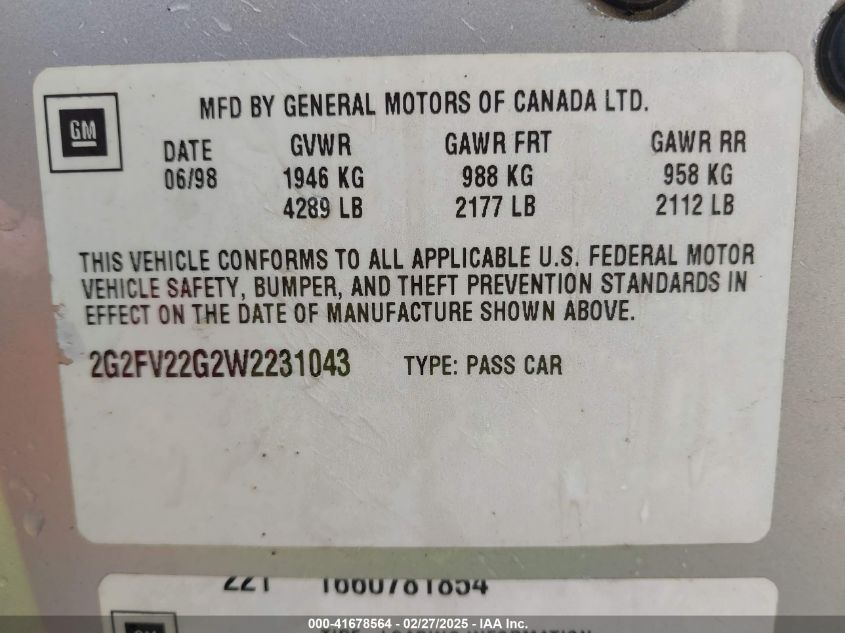 GM
MFD BY GENERAL MOTORS OF CANADA LTD.
DATE GVWR GAWR FRT GAWR RR
06/98 1946 KG 988 KG 958 KG
4289 LB 2177 LB 2112 LB
THIS VEHICLE CONFORMS TO ALL APPLICABLE U.S. FEDERAL MOTOR
VEHICLE SAFETY, BUMPER, AND THEFT PREVENTION STANDARDS IN
EFFECT ON THE DATE OF MANUFACTURE SHOWN ABOVE.
2G2FV22G2W2231043 TYPE: PASS CAR
22T 1660781854
GM
000-41678564 - 02/27/2025 - IAA Inc.